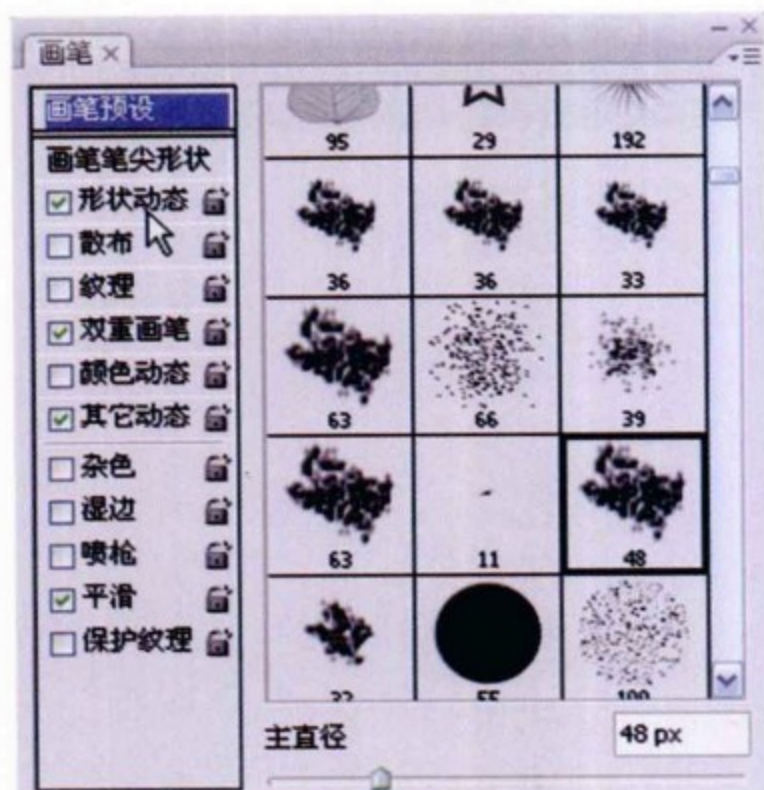 画笔 ×
画笔预设
画笔笔尖形状
形状动态
散布
纹理
双重画笔
颜色动态
其它动态
杂色
湿边
喷枪
平滑
保护纹理
95 29 192
36 36 33
63 66 39
63 11 48
32 55 100
主直径 48 px